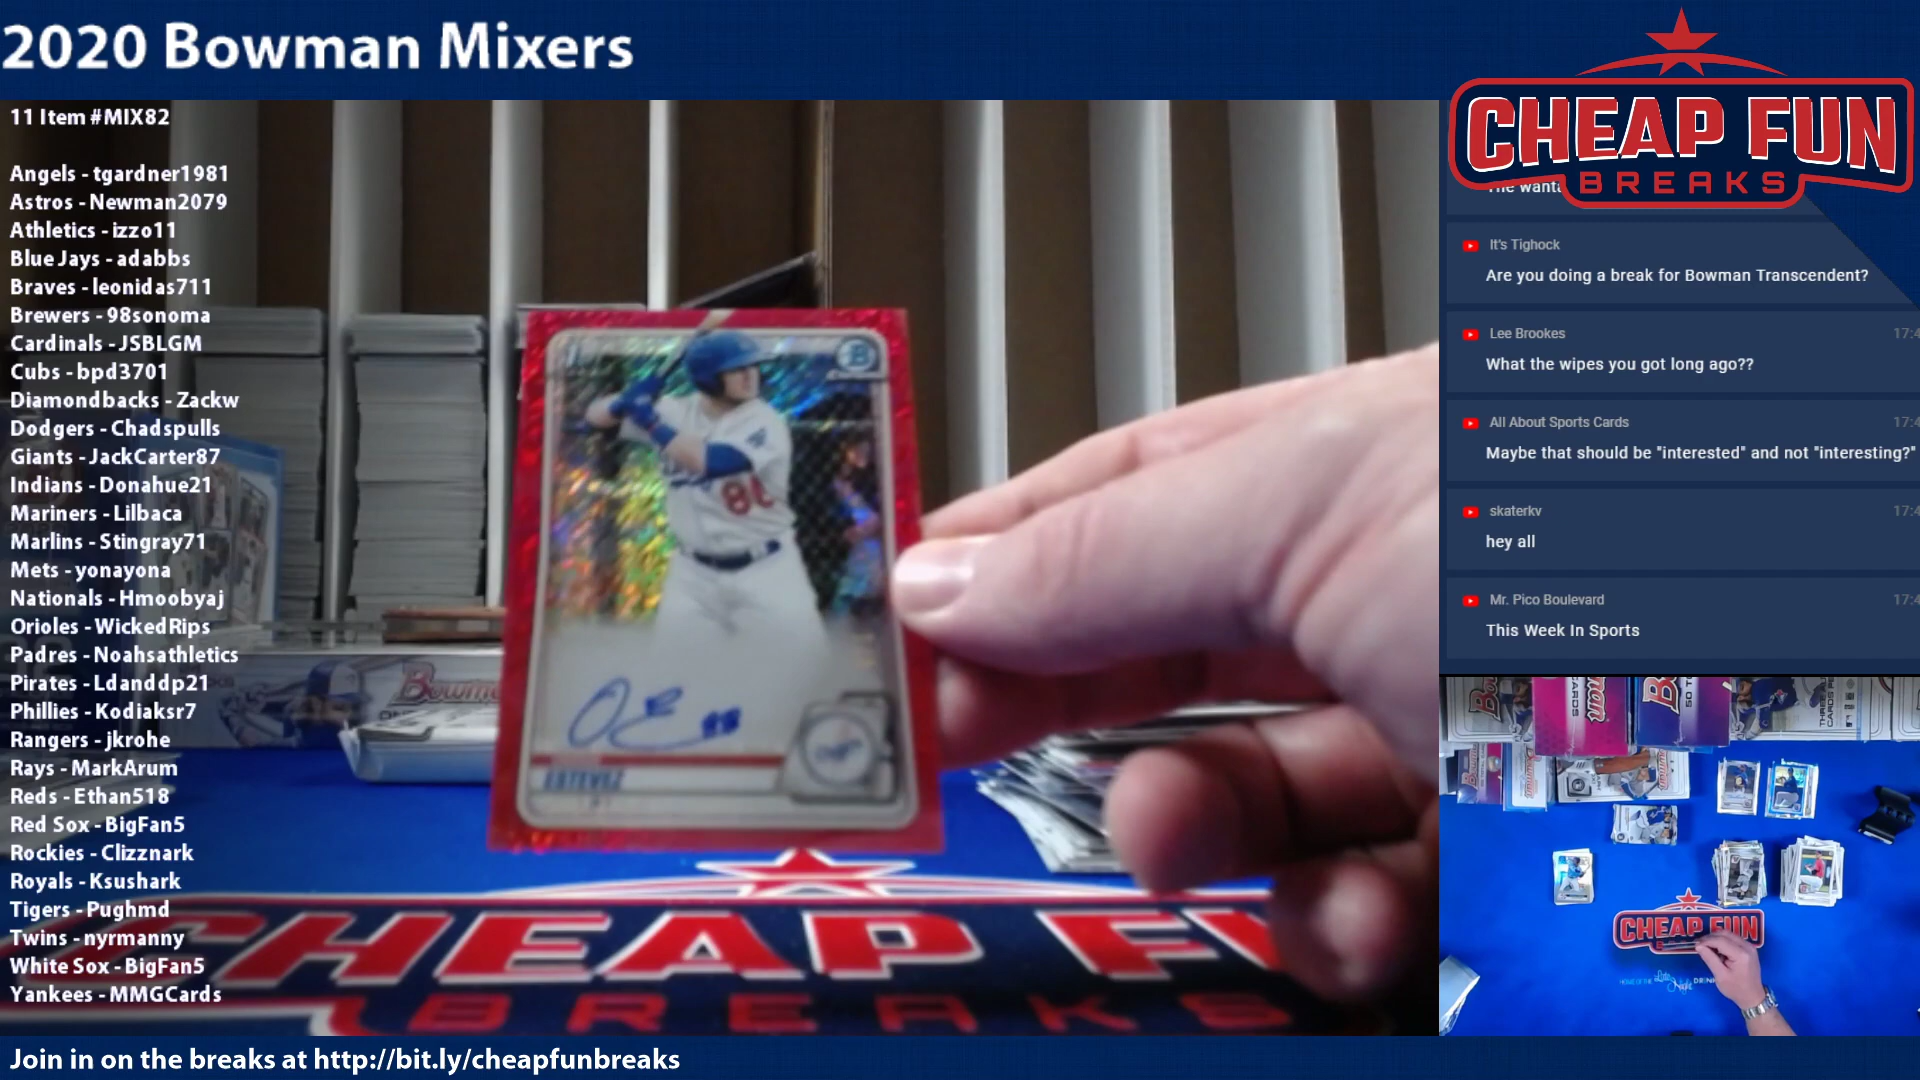 2020 Bowman Mixers
11 Item #MIX82
Angels - tgardner1981
Astros - Newman2079
Athletics - izzo11
Blue Jays - adabbs
Braves - leonidas711
Brewers - 98sonoma
Cardinals - JSBLGM
Cubs - bpd3701
Diamondbacks - Zackw
Dodgers - Chadspulls
Giants - JackCarter87
Indians - Donahue21
Mariners - Lilbaca
Marlins - Stingray71
Mets - yonayona
Nationals - Hmoobyaj
Orioles - WickedRips
Padres - Noahsathletics
Pirates - Ldanddp21
Phillies - Kodiaksr7
Rangers - jkrohe
Rays - MarkArum
Reds - Ethan518
Red Sox - BigFan5
Rockies - Clizznark
Royals - Ksushark
Tigers - Pughmd
Twins - nyrmanny
White Sox - BigFan5
Yankees - MMGCards
B
ESTEVEZ
CHEAP FU
BREAKS
CHEAP FUN
BREAKS
It's Tighock
Are you doing a break for Bowman Transcendent?
Lee Brookes
What the wipes you got long ago??
All About Sports Cards
Maybe that should be "interested" and not "interesting?"
skaterkv
hey all
Mr. Pico Boulevard
This Week In Sports
CHEAP FUN
Join in on the breaks at http://bit.ly/cheapfunbreaks